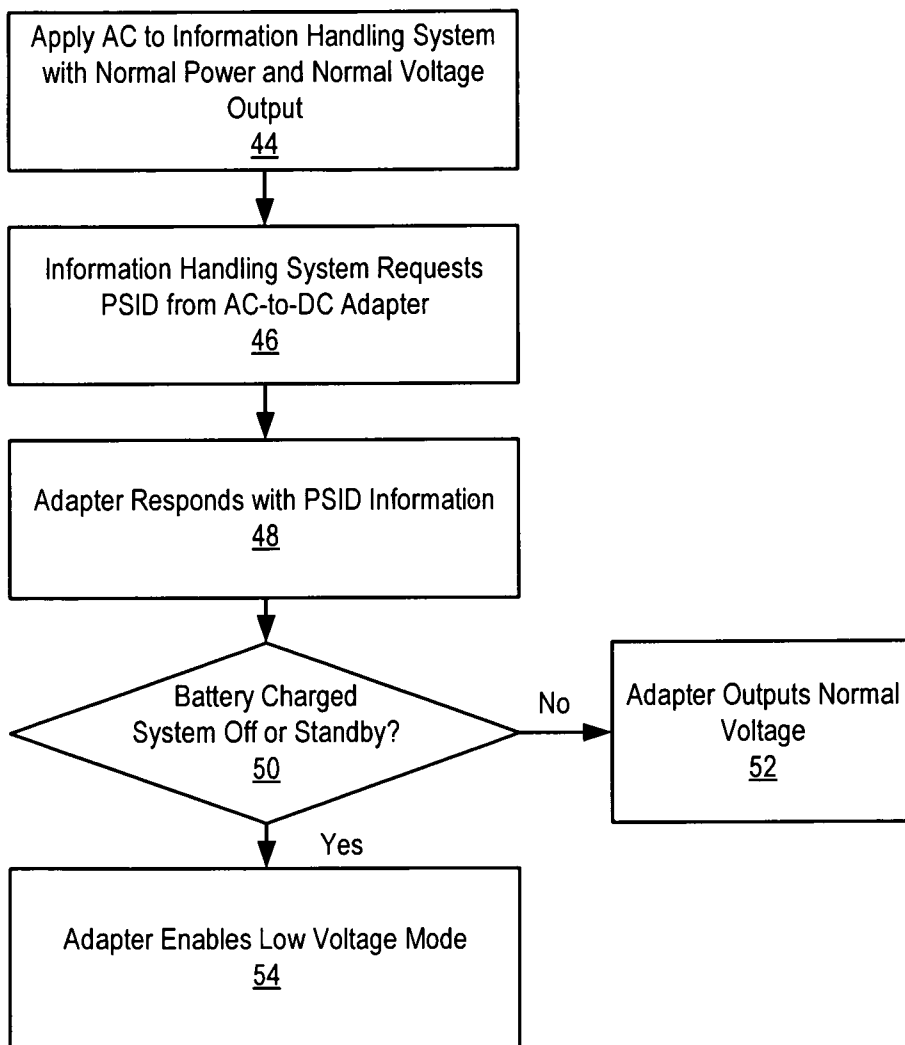 Apply AC to Information Handling System
with Normal Power and Normal Voltage
Output
44
Information Handling System Requests
PSID from AC-to-DC Adapter
46
Adapter Responds with PSID Information
48
Battery Charged
System Off or Standby?
50
No
Adapter Outputs Normal
Voltage
52
Yes
Adapter Enables Low Voltage Mode
54